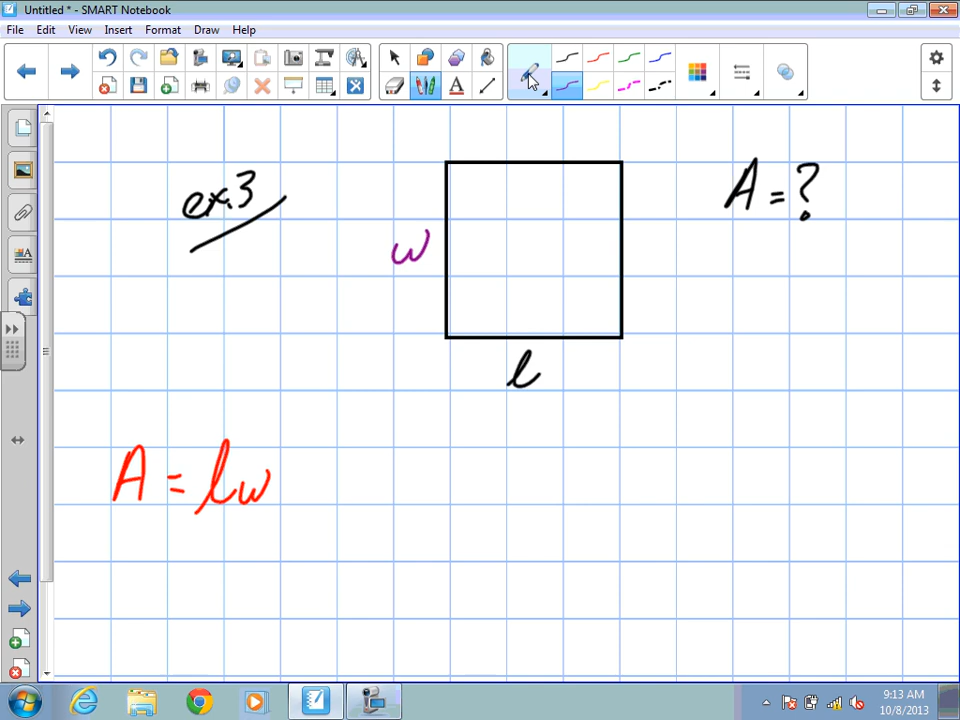 Untitled * - SMART Notebook
File Edit View Insert Format Draw Help
ex.3
A = ?
w
l
A = lw
9:13 AM
10/8/2013